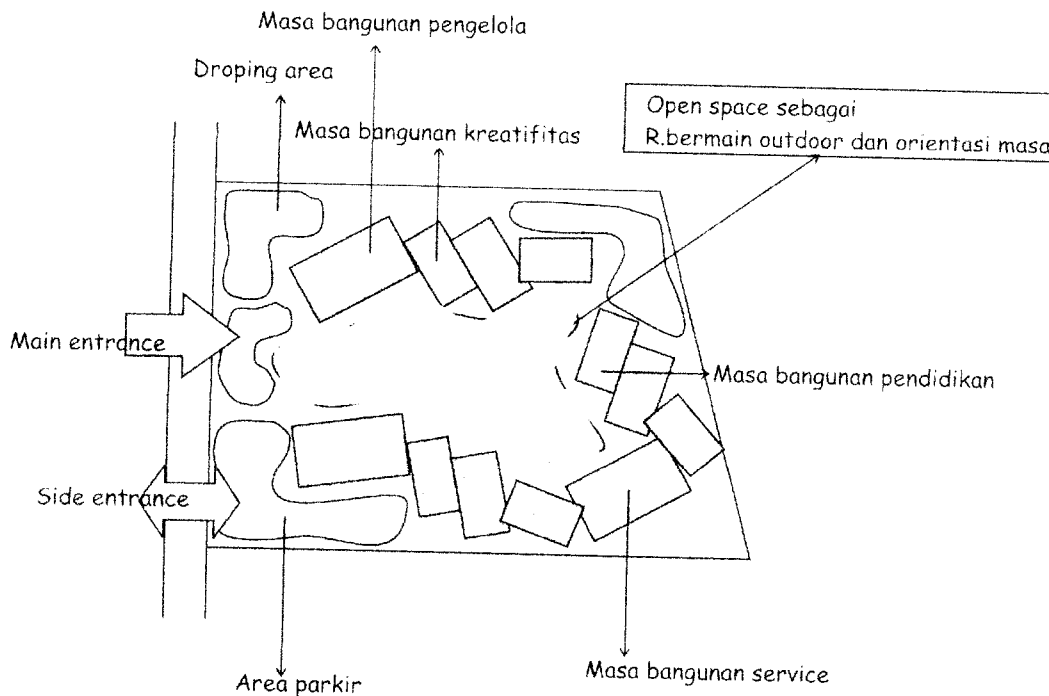 Masa bangunan pengelola
Droping area
Masa bangunan kreatifitas
Open space sebagai
R.bermain outdoor dan orientasi masa
Main entrance
Masa bangunan pendidikan
Side entrance
Masa bangunan service
Area parkir